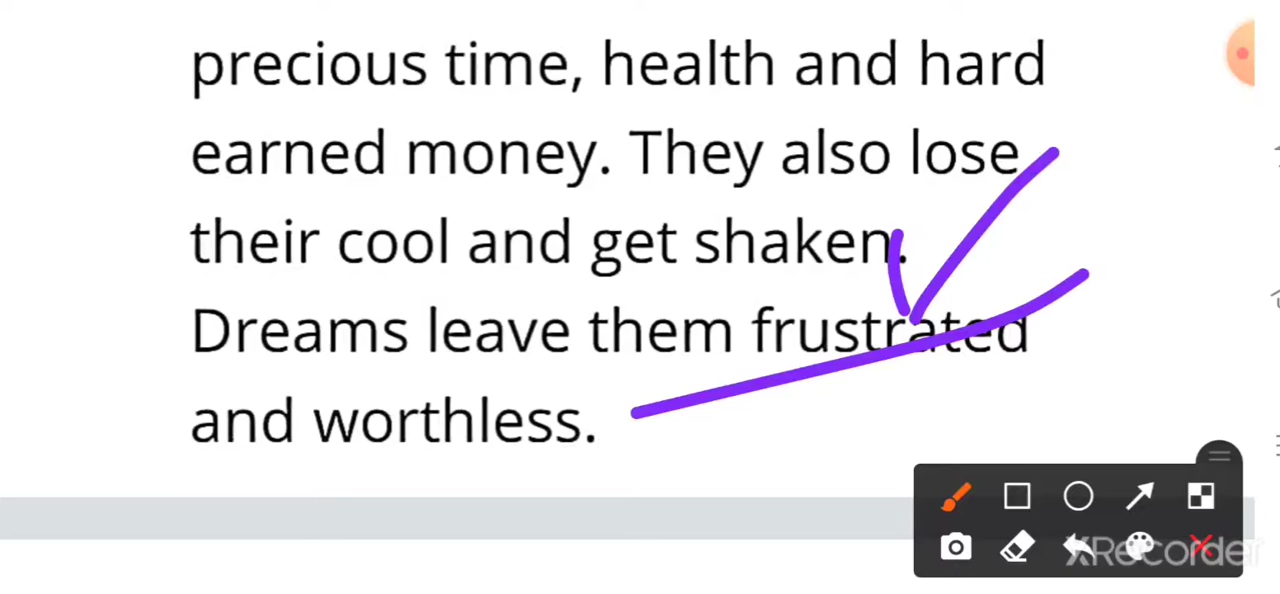 precious time, health and hard
earned money. They also lose
their cool and get shaken.
Dreams leave them frustrated
and worthless.
XRecorder